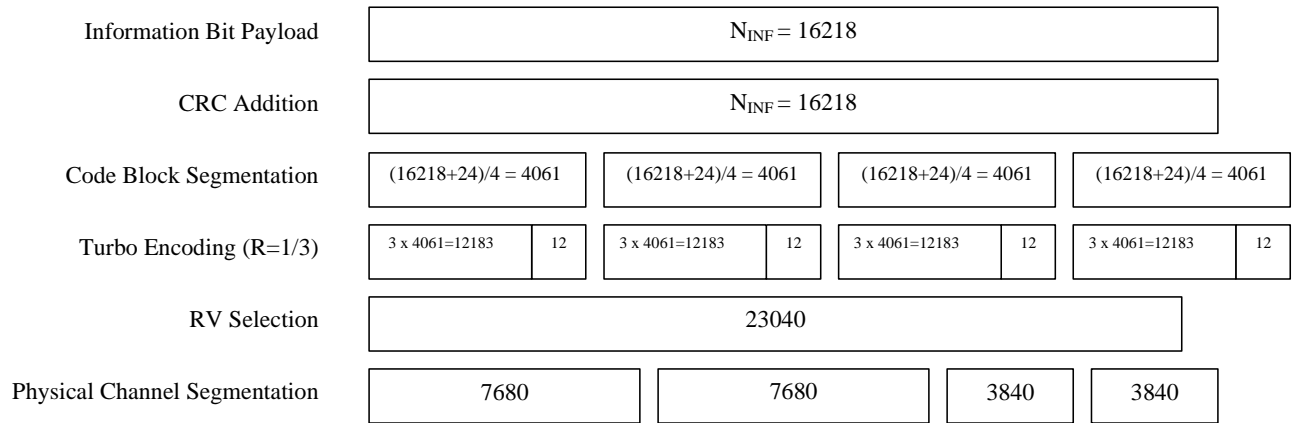 Information Bit Payload
N_INF = 16218
CRC Addition
N_INF = 16218
Code Block Segmentation
(16218+24)/4 = 4061
(16218+24)/4 = 4061
(16218+24)/4 = 4061
(16218+24)/4 = 4061
Turbo Encoding (R=1/3)
3 x 4061=12183
12
3 x 4061=12183
12
3 x 4061=12183
12
3 x 4061=12183
12
RV Selection
23040
Physical Channel Segmentation
7680
7680
3840
3840